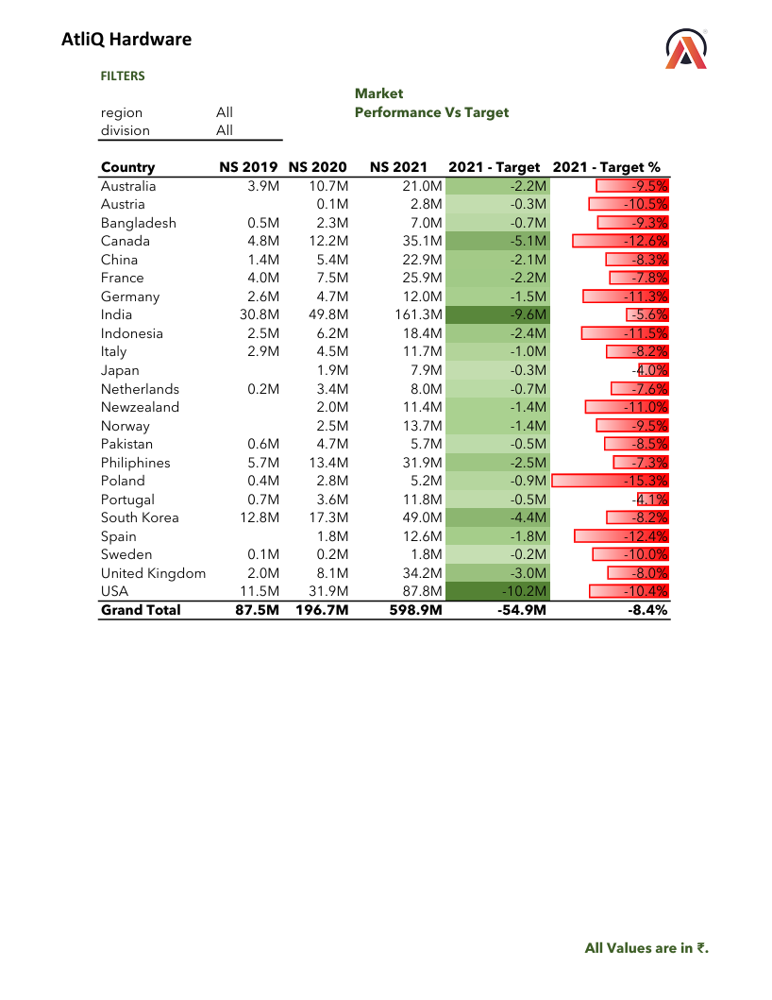 AtliQ Hardware
FILTERS
Market
region All Performance Vs Target
division All
Country NS 2019 NS 2020 NS 2021 2021 - Target 2021 - Target %
Australia 3.9M 10.7M 21.0M -2.2M -9.5%
Austria 0.1M 2.8M -0.3M -10.5%
Bangladesh 0.5M 2.3M 7.0M -0.7M -9.3%
Canada 4.8M 12.2M 35.1M -5.1M -12.6%
China 1.4M 5.4M 22.9M -2.1M -8.3%
France 4.0M 7.5M 25.9M -2.2M -7.8%
Germany 2.6M 4.7M 12.0M -1.5M -11.3%
India 30.8M 49.8M 161.3M -9.6M -5.6%
Indonesia 2.5M 6.2M 18.4M -2.4M -11.5%
Italy 2.9M 4.5M 11.7M -1.0M -8.2%
Japan 1.9M 7.9M -0.3M -4.0%
Netherlands 0.2M 3.4M 8.0M -0.7M -7.6%
Newzealand 2.0M 11.4M -1.4M -11.0%
Norway 2.5M 13.7M -1.4M -9.5%
Pakistan 0.6M 4.7M 5.7M -0.5M -8.5%
Philiphines 5.7M 13.4M 31.9M -2.5M -7.3%
Poland 0.4M 2.8M 5.2M -0.9M -15.3%
Portugal 0.7M 3.6M 11.8M -0.5M -4.1%
South Korea 12.8M 17.3M 49.0M -4.4M -8.2%
Spain 1.8M 12.6M -1.8M -12.4%
Sweden 0.1M 0.2M 1.8M -0.2M -10.0%
United Kingdom 2.0M 8.1M 34.2M -3.0M -8.0%
USA 11.5M 31.9M 87.8M -10.2M -10.4%
Grand Total 87.5M 196.7M 598.9M -54.9M -8.4%
All Values are in ₹.